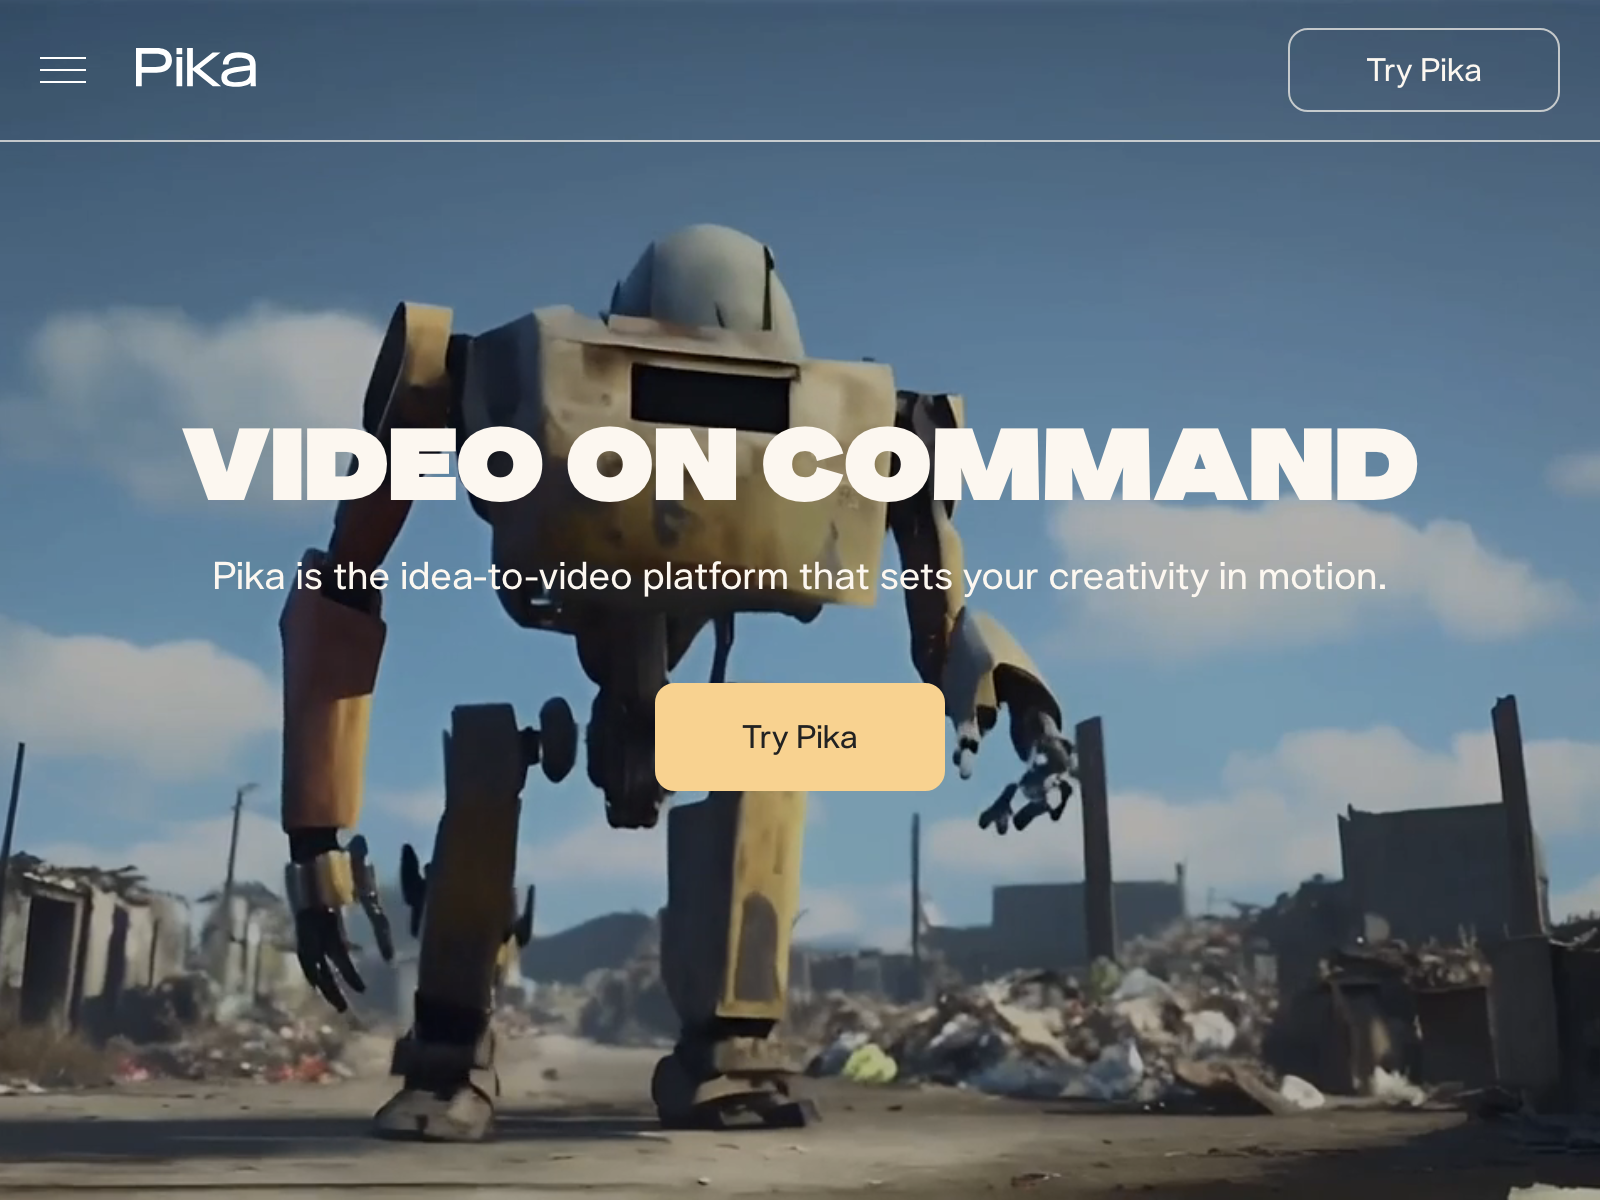 Pika
Try Pika
VIDEO ON COMMAND
Pika is the idea-to-video platform that sets your creativity in motion.
Try Pika